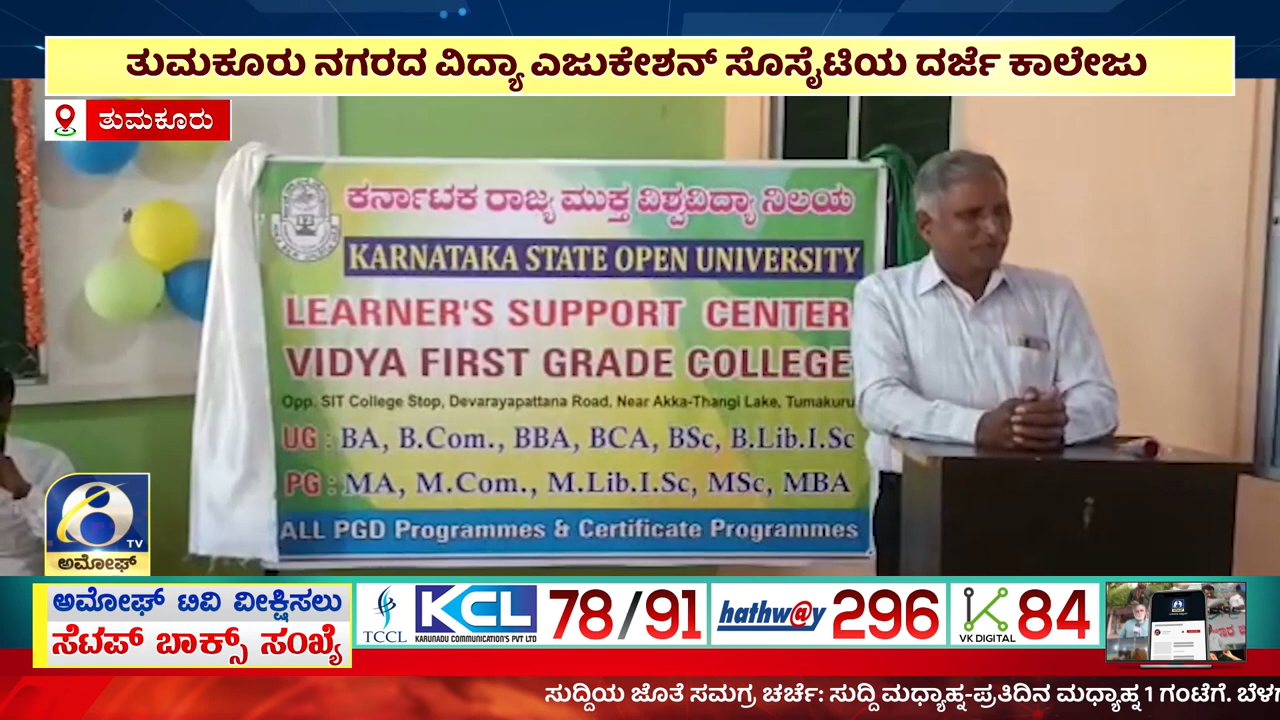 ತುಮಕೂರು ನಗರದ ವಿದ್ಯಾ ಎಜುಕೇಶನ್ ಸೊಸೈಟಿಯ ದರ್ಜೆ ಕಾಲೇಜು
ತುಮಕೂರು
ಕರ್ನಾಟಕ ರಾಜ್ಯ ಮುಕ್ತ ವಿಶ್ವವಿದ್ಯಾನಿಲಯ
KARNATAKA STATE OPEN UNIVERSITY
LEARNER'S SUPPORT CENTER
VIDYA FIRST GRADE COLLEGE
Opp. SIT College Stop, Devarayapattana Road, Near Akka-Thangi Lake, Tumakuru
UG : BA, B.Com., BBA, BCA, BSc, B.Lib.I.Sc
PG : MA, M.Com., M.Lib.I.Sc, MSc, MBA
ALL PGD Programmes & Certificate Programmes
TV
ಅಮೋಘ್
ಅಮೋಘ್ ಟಿವಿ ವೀಕ್ಷಿಸಲು
ಸೆಟಪ್ ಬಾಕ್ಸ್ ಸಂಖ್ಯೆ
TCCL KCL KARUNADU COMMUNICATION'S PVT LTD 78/91 hathw@y 296 VK DIGITAL 84
ಸುದ್ದಿಯ ಜೊತೆ ಸಮಗ್ರ ಚರ್ಚೆ: ಸುದ್ದಿ ಮಧ್ಯಾಹ್ನ-ಪ್ರತಿದಿನ ಮಧ್ಯಾಹ್ನ 1 ಗಂಟೆಗೆ.